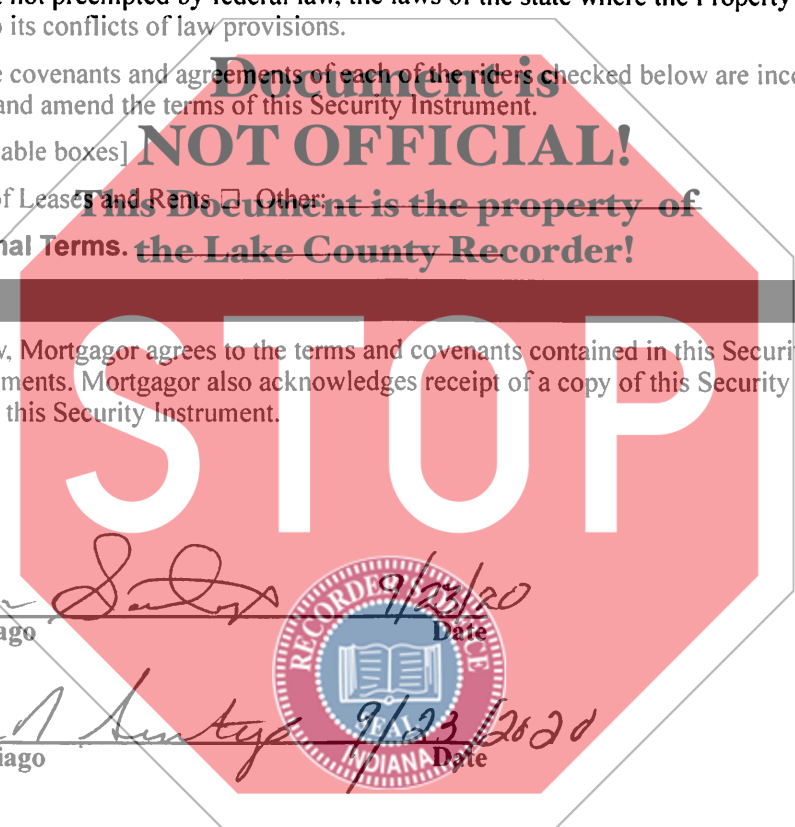 not preempted by federal law, the laws of the state where the Property
its conflicts of law provisions.
Document is
covenants and agreements of each of the riders checked below are
and amend the terms of this Security Instrument.
NOT OFFICIAL!
able boxes]
of Leases and Rents ☐ Other:
This Document is the property of
nal Terms.
the Lake County Recorder!
STOP
, Mortgagor agrees to the terms and covenants contained in this Securi
ments. Mortgagor also acknowledges receipt of a copy of this Security
this Security Instrument.
9/23/20
ago Date
RECORDER'S OFFICE
SEAL
INDIANA
9/23/2020
iago Date